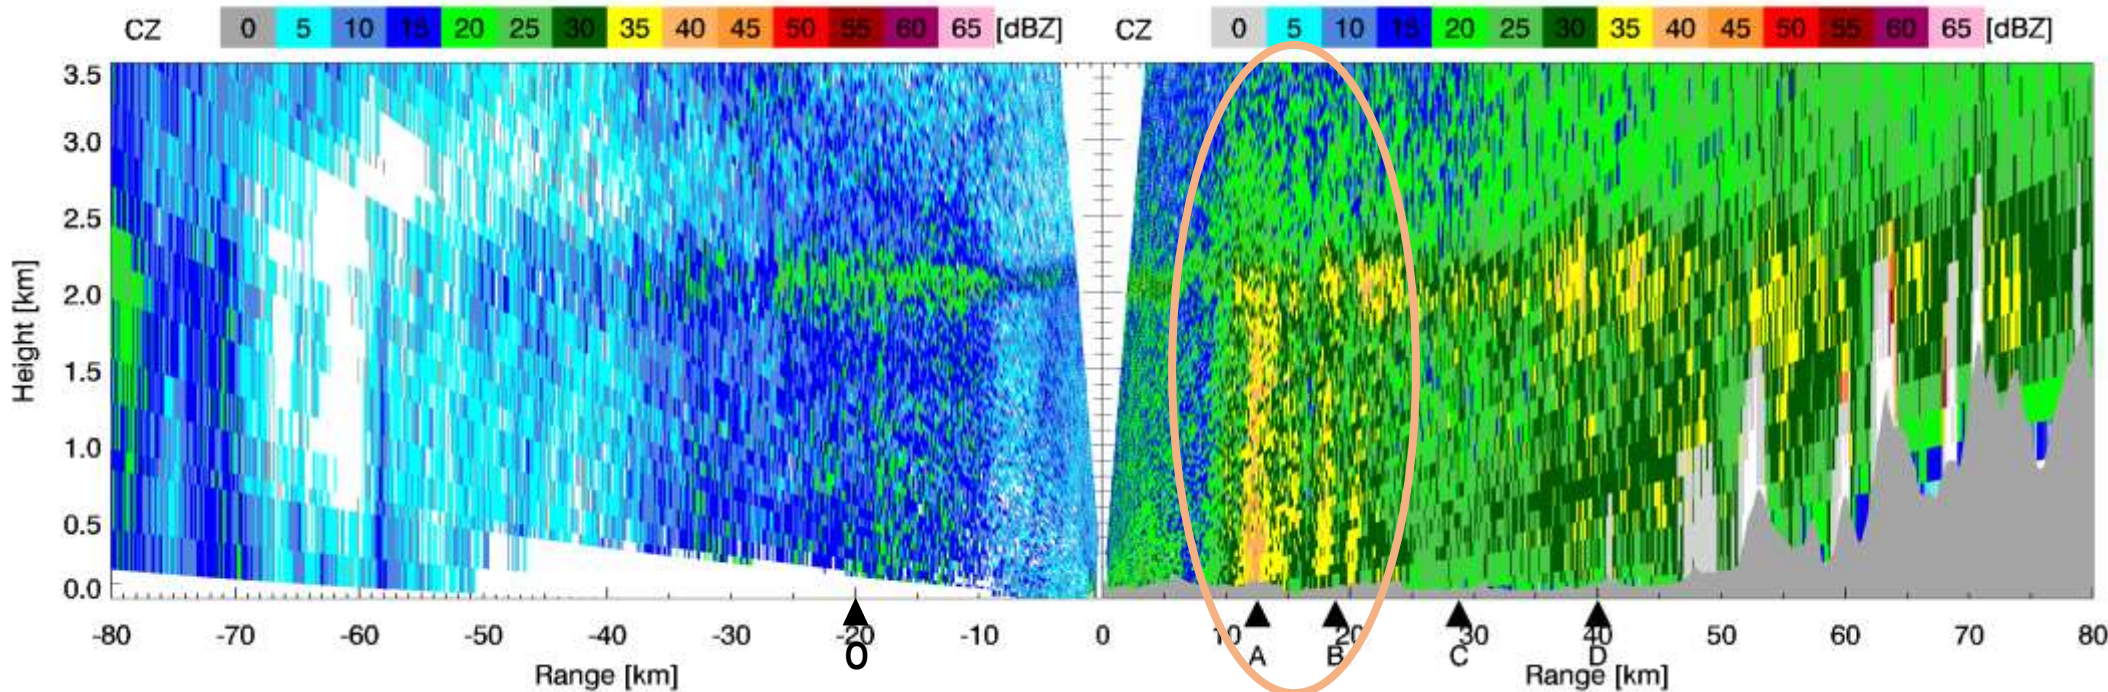 CZ 0 5 10 15 20 25 30 35 40 45 50 55 60 65 [dBZ] CZ 0 5 10 15 20 25 30 35 40 45 50 55 60 65 [dBZ]
3.5
3.0
2.5
2.0
1.5
1.0
0.5
0.0
Height [km]
-80 -70 -60 -50 -40 -30 -20 -10 0 10 20 30 40 50 60 70 80
O A B C D
Range [km] Range [km]